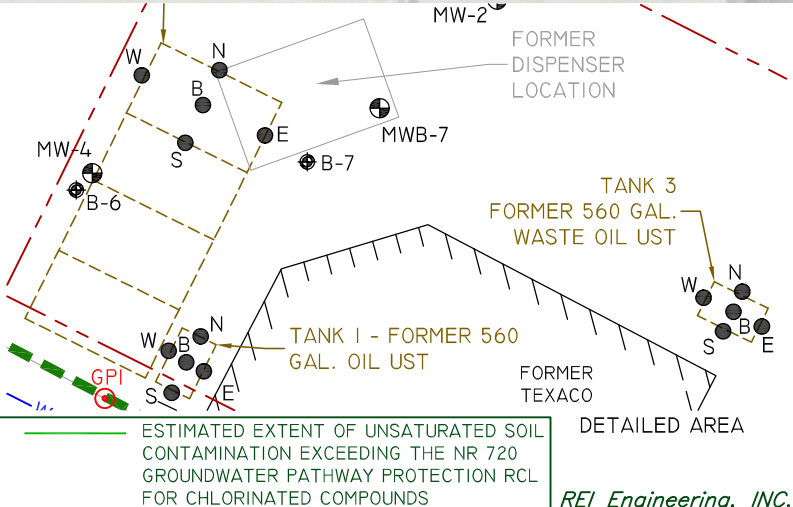 MW-2
FORMER
DISPENSER
LOCATION
W
N
B
E
S
MWB-7
B-7
MW-4
B-6
TANK 3
FORMER 560 GAL.
WASTE OIL UST
W
N
B
S
E
W
B
N
S
E
TANK 1 - FORMER 560
GAL. OIL UST
FORMER
TEXACO
DETAILED AREA
GP1
W
ESTIMATED EXTENT OF UNSATURATED SOIL
CONTAMINATION EXCEEDING THE NR 720
GROUNDWATER PATHWAY PROTECTION RCL
FOR CHLORINATED COMPOUNDS
REI Engineering, INC.